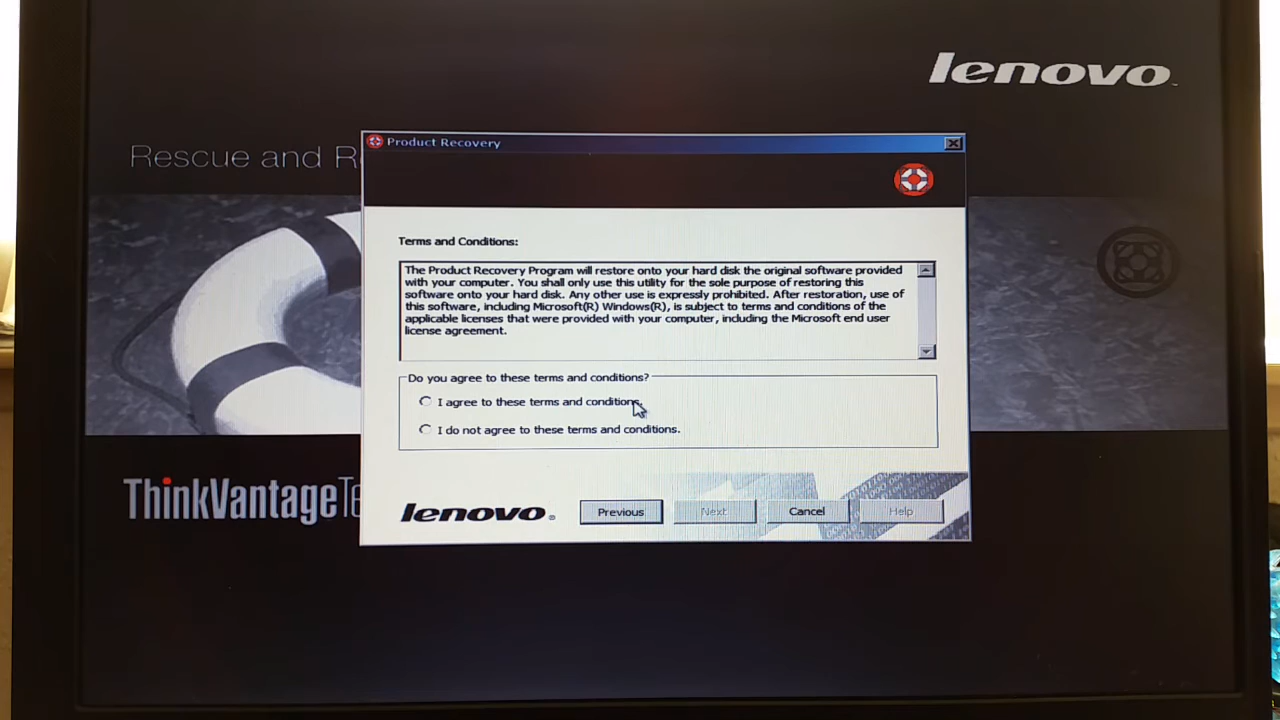 lenovo
Product Recovery
Rescue and R
Terms and Conditions:
The Product Recovery Program will restore onto your hard disk the original software provided
with your computer. You shall only use this utility for the sole purpose of restoring this
software onto your hard disk. Any other use is expressly prohibited. After restoration, use of
this software, including Microsoft(R) Windows(R), is subject to terms and conditions of the
applicable licenses that were provided with your computer, including the Microsoft end user
license agreement.
Do you agree to these terms and conditions?
I agree to these terms and conditions.
I do not agree to these terms and conditions.
ThinkVantage Te
lenovo
Previous
Next
Cancel
Help